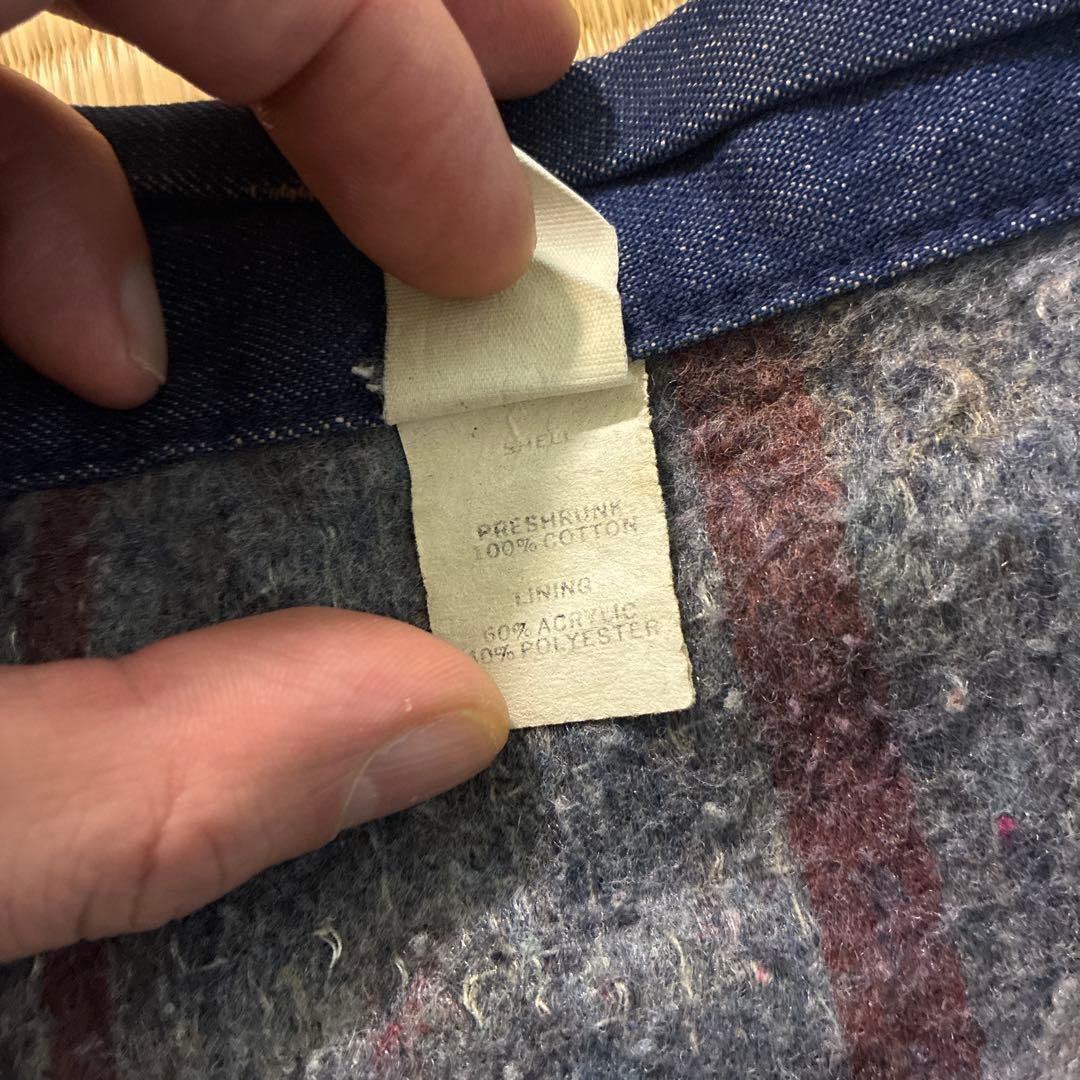 SHELL
PRESHRUNK
100% COTTON
LINING
60% ACRYLIC
40% POLYESTER